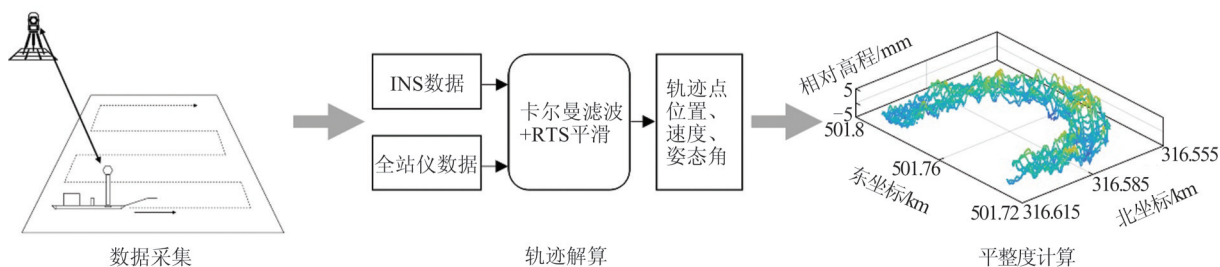 INS数据
全站仪数据
卡尔曼滤波
+RTS平滑
轨迹点
位置、
速度、
姿态角
相对高程/mm
5
−5
501.8
501.76
501.72
东坐标/km
316.615
316.585
316.555
北坐标/km
数据采集
轨迹解算
平整度计算